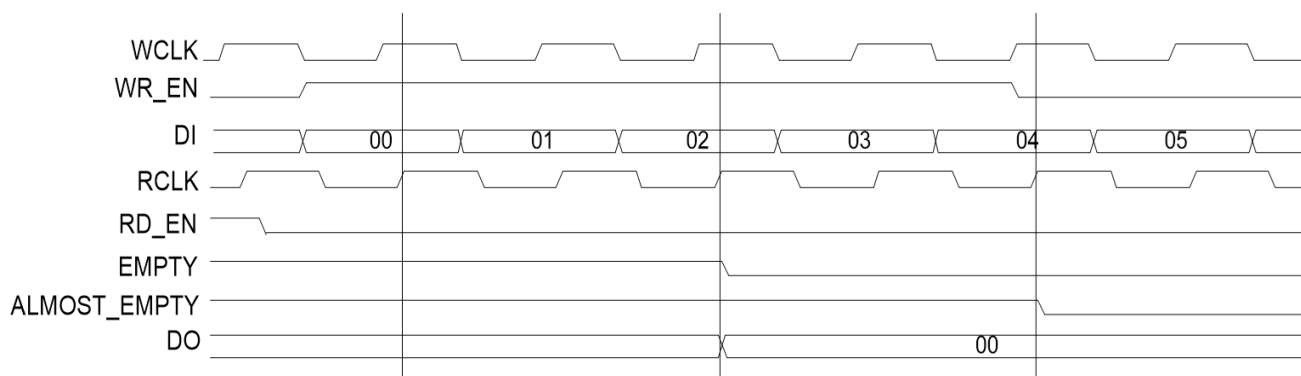 WCLK
WR_EN
DI 00 01 02 03 04 05
RCLK
RD_EN
EMPTY
ALMOST_EMPTY
DO 00